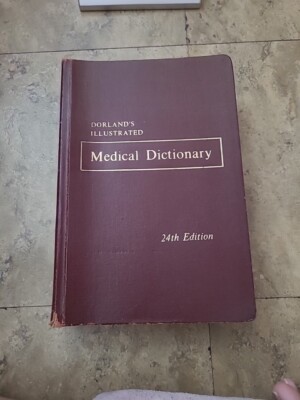 DORLAND'S
ILLUSTRATED
Medical Dictionary
24th Edition